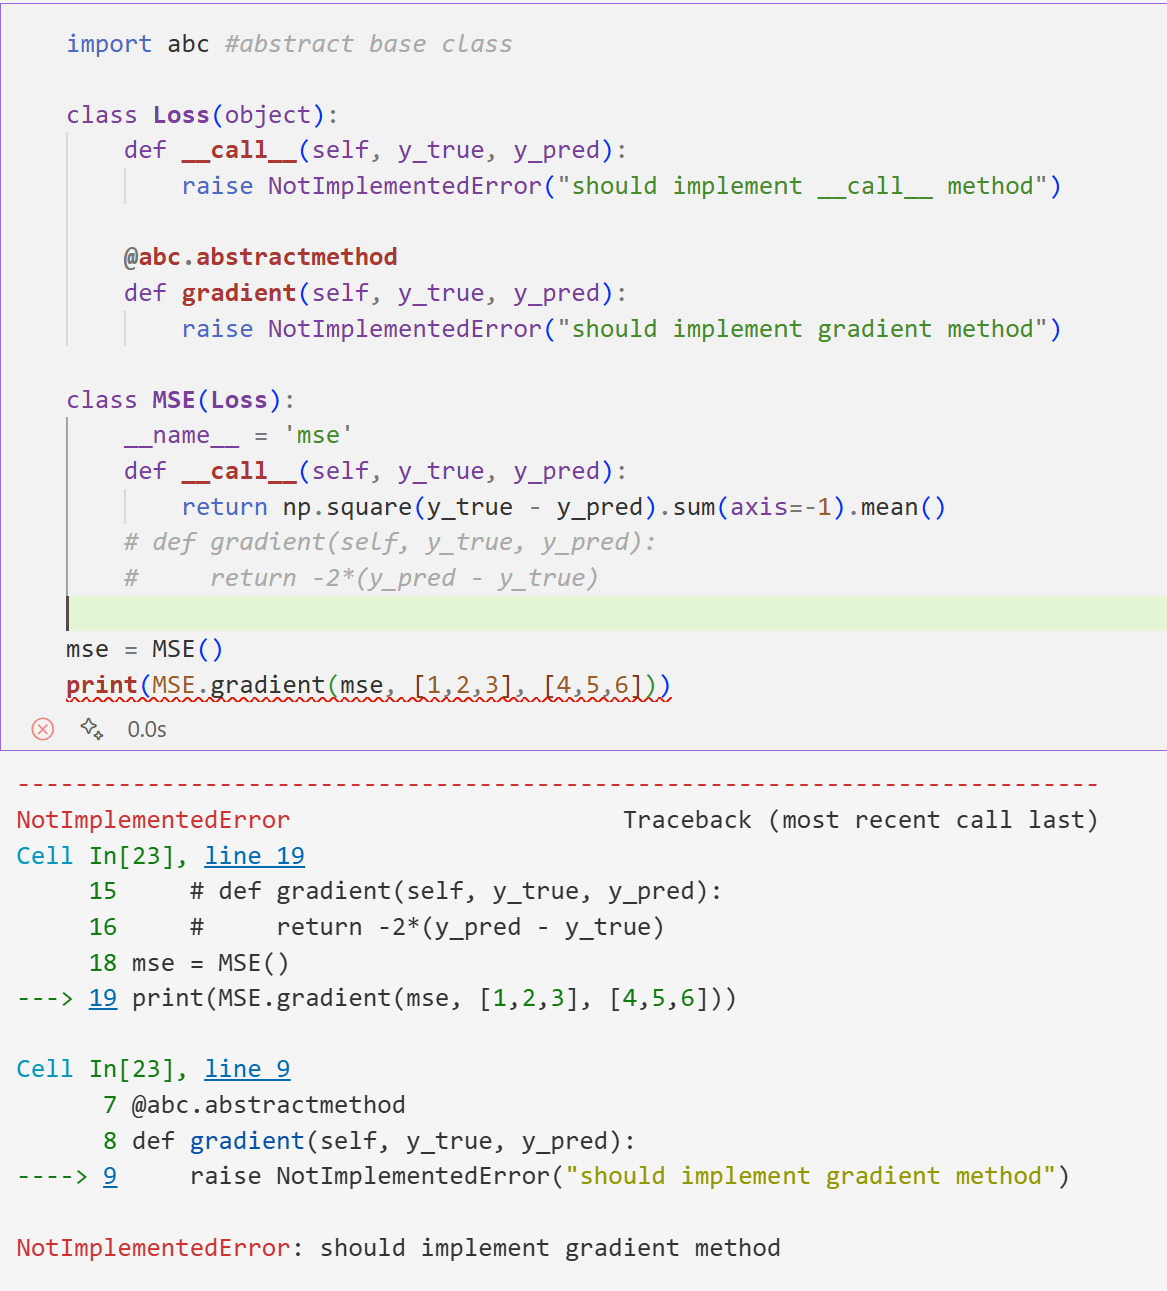 import abc #abstract base class
class Loss(object):
def __call__(self, y_true, y_pred):
raise NotImplementedError("should implement __call__ method")
@abc.abstractmethod
def gradient(self, y_true, y_pred):
raise NotImplementedError("should implement gradient method")
class MSE(Loss):
__name__ = 'mse'
def __call__(self, y_true, y_pred):
return np.square(y_true - y_pred).sum(axis=-1).mean()
# def gradient(self, y_true, y_pred):
#     return -2*(y_pred - y_true)
mse = MSE()
print(MSE.gradient(mse, [1,2,3], [4,5,6]))
0.0s
---------------------------------------------------------------------------
NotImplementedError                       Traceback (most recent call last)
Cell In[23], line 19
15     # def gradient(self, y_true, y_pred):
16     #     return -2*(y_pred - y_true)
18 mse = MSE()
---> 19 print(MSE.gradient(mse, [1,2,3], [4,5,6]))
Cell In[23], line 9
7 @abc.abstractmethod
8 def gradient(self, y_true, y_pred):
----> 9     raise NotImplementedError("should implement gradient method")
NotImplementedError: should implement gradient method